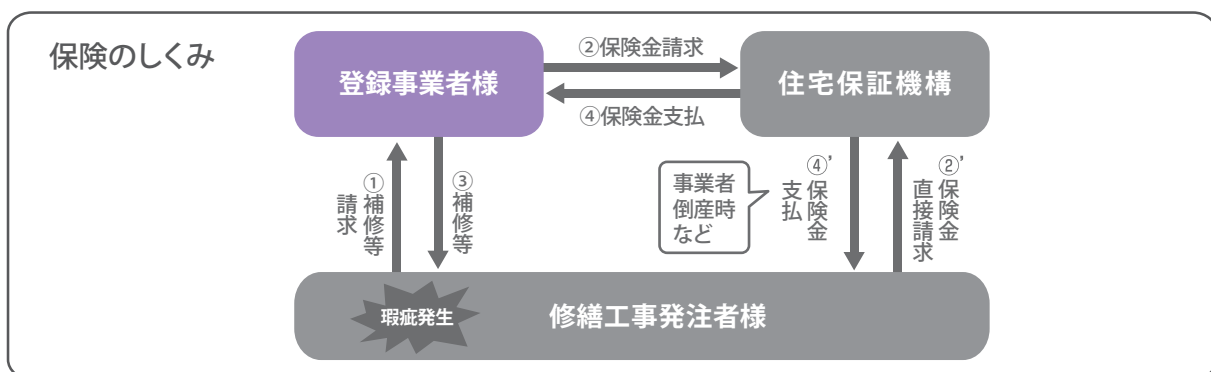 保険のしくみ
登録事業者様
②保険金請求
④保険金支払
住宅保証機構
①補修等
請求
③補修等
事業者
倒産時
など
④'保険金
支払
②'保険金
直接請求
瑕疵発生
修繕工事発注者様